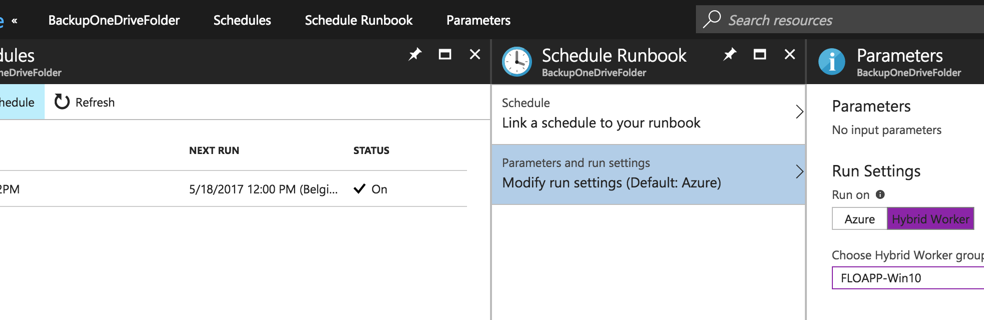 e « BackupOneDriveFolder Schedules Schedule Runbook Parameters Search resources
dules
neDriveFolder
hedule Refresh
NEXT RUN STATUS
2PM 5/18/2017 12:00 PM (Belgi... On
Schedule Runbook
BackupOneDriveFolder
Schedule
Link a schedule to your runbook
Parameters and run settings
Modify run settings (Default: Azure)
Parameters
BackupOneDriveFolder
Parameters
No input parameters
Run Settings
Run on
Azure Hybrid Worker
Choose Hybrid Worker group
FLOAPP-Win10